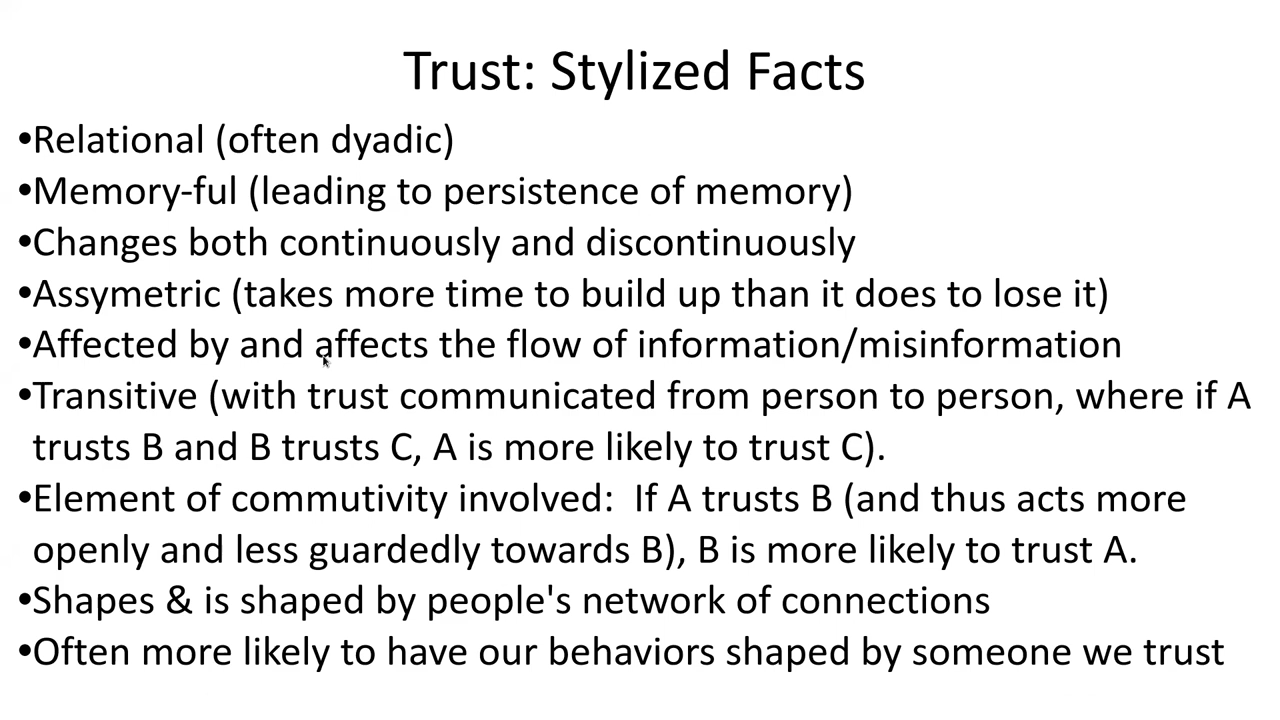 Trust: Stylized Facts
•Relational (often dyadic)
•Memory-ful (leading to persistence of memory)
•Changes both continuously and discontinuously
•Assymetric (takes more time to build up than it does to lose it)
•Affected by and affects the flow of information/misinformation
•Transitive (with trust communicated from person to person, where if A
trusts B and B trusts C, A is more likely to trust C).
•Element of commutivity involved:  If A trusts B (and thus acts more
openly and less guardedly towards B), B is more likely to trust A.
•Shapes & is shaped by people's network of connections
•Often more likely to have our behaviors shaped by someone we trust